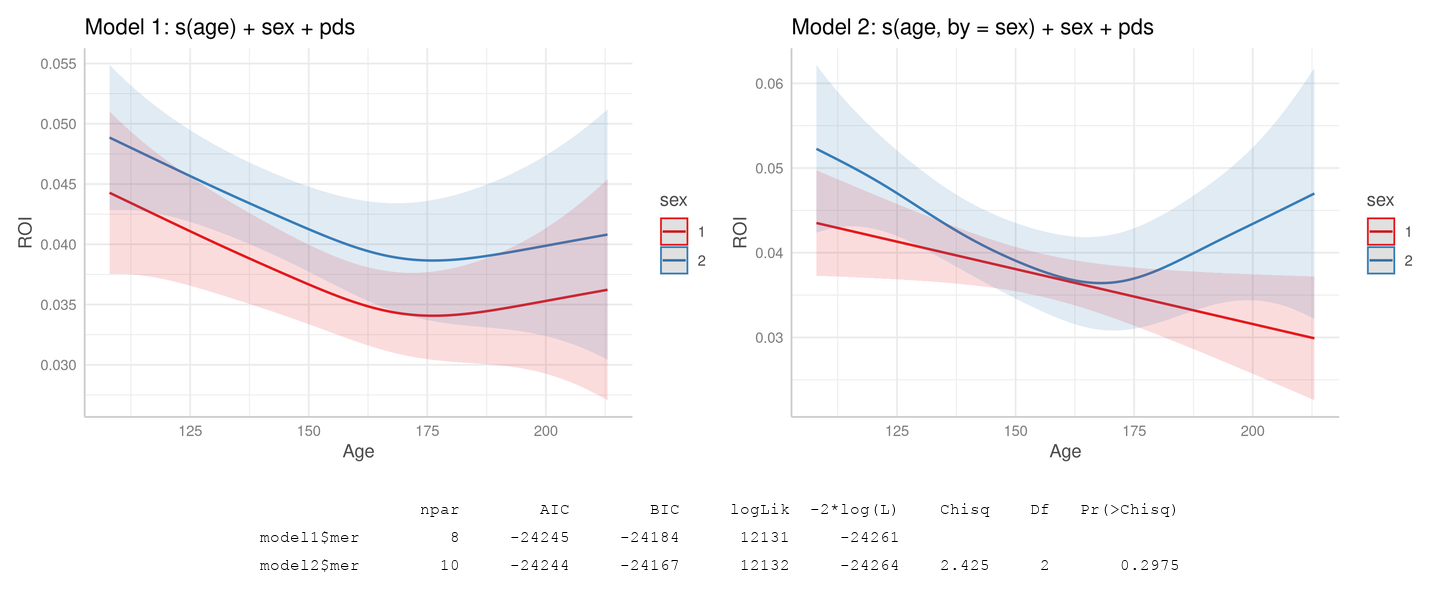 Model 1: s(age) + sex + pds
0.055
0.050
0.045
0.040
0.035
0.030
ROI
125 150 175 200
Age
sex
1
2
Model 2: s(age, by = sex) + sex + pds
0.06
0.05
0.04
0.03
ROI
125 150 175 200
Age
sex
1
2
npar AIC BIC logLik -2*log(L) Chisq Df Pr(>Chisq)
model1$mer 8 -24245 -24184 12131 -24261
model2$mer 10 -24244 -24167 12132 -24264 2.425 2 0.2975